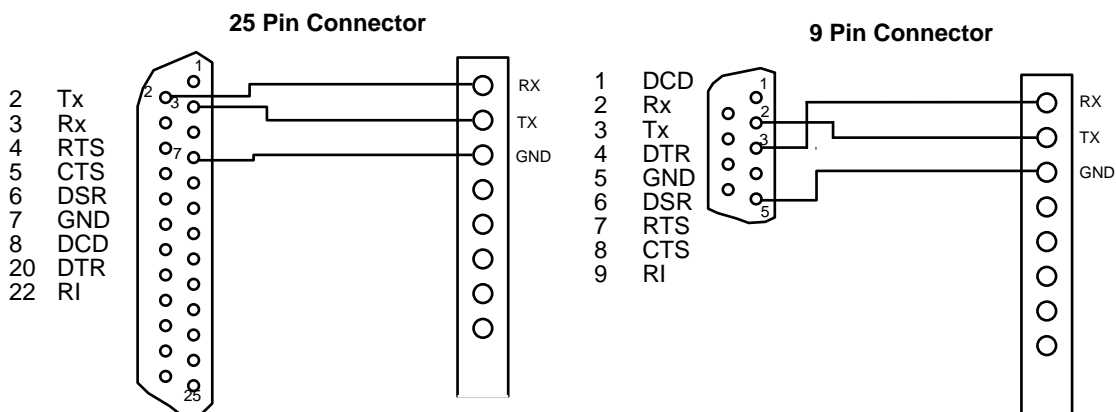 25 Pin Connector
2 Tx
3 Rx
4 RTS
5 CTS
6 DSR
7 GND
8 DCD
20 DTR
22 RI
1
2
3
7
25
RX
TX
GND
9 Pin Connector
1 DCD
2 Rx
3 Tx
4 DTR
5 GND
6 DSR
7 RTS
8 CTS
9 RI
1
2
3
5
RX
TX
GND